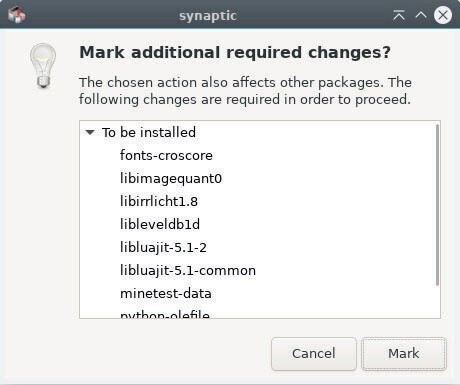 synaptic
Mark additional required changes?
The chosen action also affects other packages. The
following changes are required in order to proceed.
To be installed
fonts-croscore
libimagequant0
libirrlicht1.8
libleveldb1d
libluajit-5.1-2
libluajit-5.1-common
minetest-data
python-olefile
Cancel
Mark